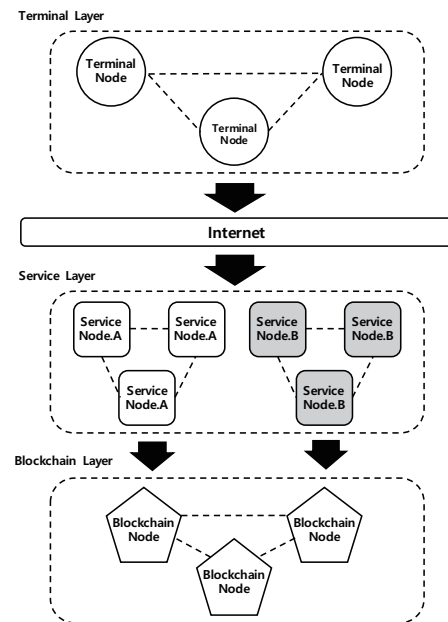 Terminal Layer
Terminal
Node
Terminal
Node
Terminal
Node
Internet
Service Layer
Service
Node.A
Service
Node.A
Service
Node.B
Service
Node.B
Service
Node.A
Service
Node.B
Blockchain Layer
Blockchain
Node
Blockchain
Node
Blockchain
Node